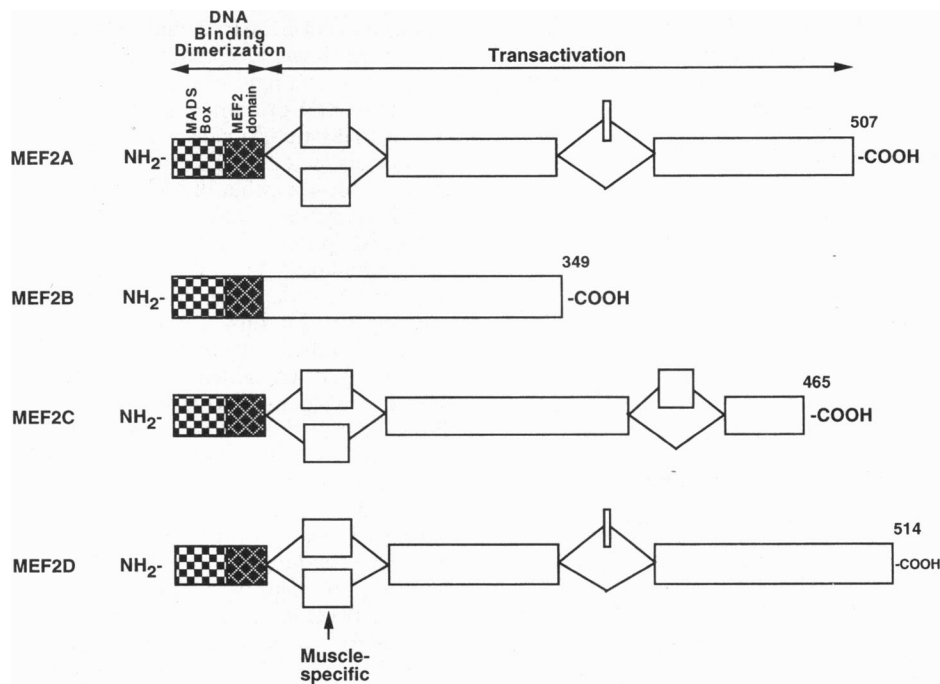 DNA
Binding
Dimerization
Transactivation
MADS
Box
MEF2
domain
507
MEF2A
NH2-
-COOH
349
MEF2B
NH2-
-COOH
465
MEF2C
NH2-
-COOH
514
MEF2D
NH2-
-COOH
Muscle-
specific